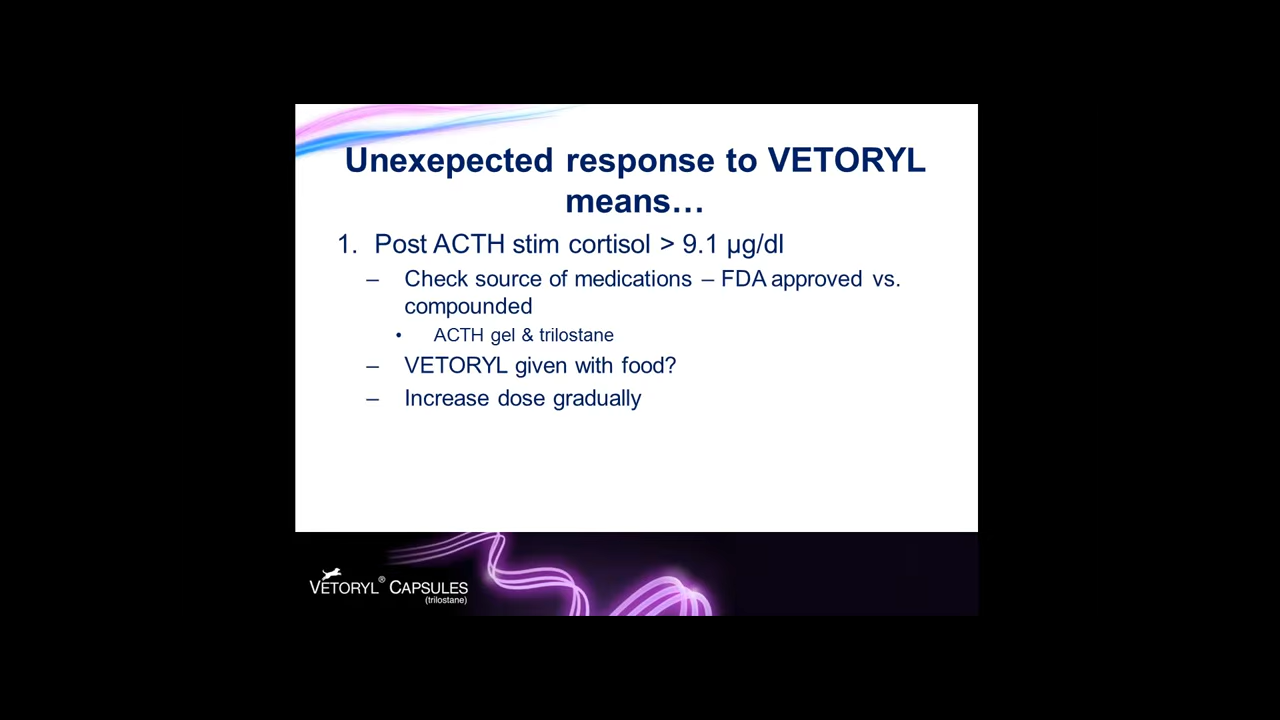 Unexepected response to VETORYL
means…
1. Post ACTH stim cortisol > 9.1 µg/dl
– Check source of medications – FDA approved vs.
compounded
• ACTH gel & trilostane
– VETORYL given with food?
– Increase dose gradually
VETORYL® CAPSULES
(trilostane)